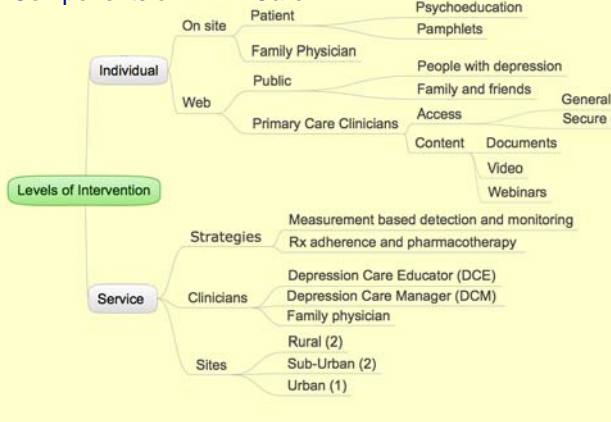 On site
Patient
Psychoeducation
Pamphlets
Family Physician
Individual
Web
Public
People with depression
Family and friends
Primary Care Clinicians
Access
General
Secure
Content
Documents
Video
Webinars
Levels of Intervention
Service
Strategies
Measurement based detection and monitoring
Rx adherence and pharmacotherapy
Clinicians
Depression Care Educator (DCE)
Depression Care Manager (DCM)
Family physician
Sites
Rural (2)
Sub-Urban (2)
Urban (1)